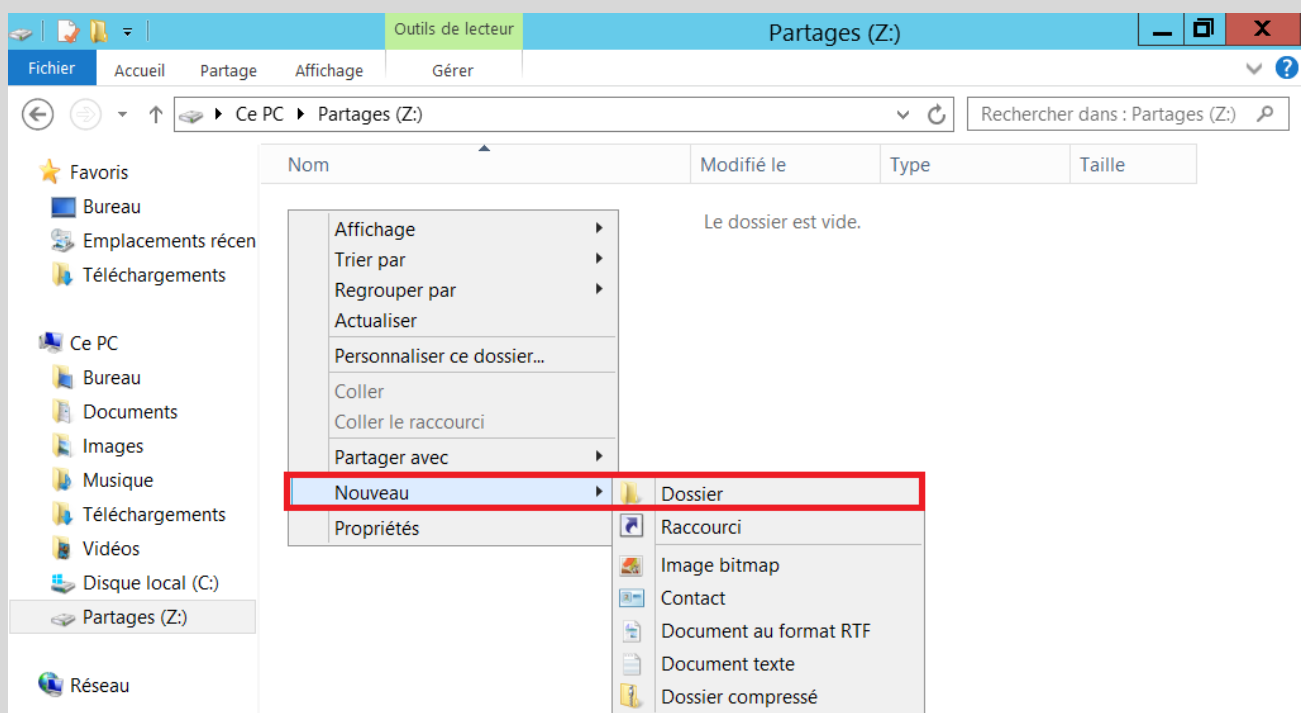 Outils de lecteur
Partages (Z:)
Fichier Accueil Partage Affichage Gérer
Ce PC Partages (Z:)
Rechercher dans : Partages (Z:)
Nom Modifié le Type Taille
Le dossier est vide.
Favoris
Bureau
Emplacements récen
Téléchargements
Ce PC
Bureau
Documents
Images
Musique
Téléchargements
Vidéos
Disque local (C:)
Partages (Z:)
Réseau
Affichage
Trier par
Regrouper par
Actualiser
Personnaliser ce dossier...
Coller
Coller le raccourci
Partager avec
Nouveau
Propriétés
Dossier
Raccourci
Image bitmap
Contact
Document au format RTF
Document texte
Dossier compressé